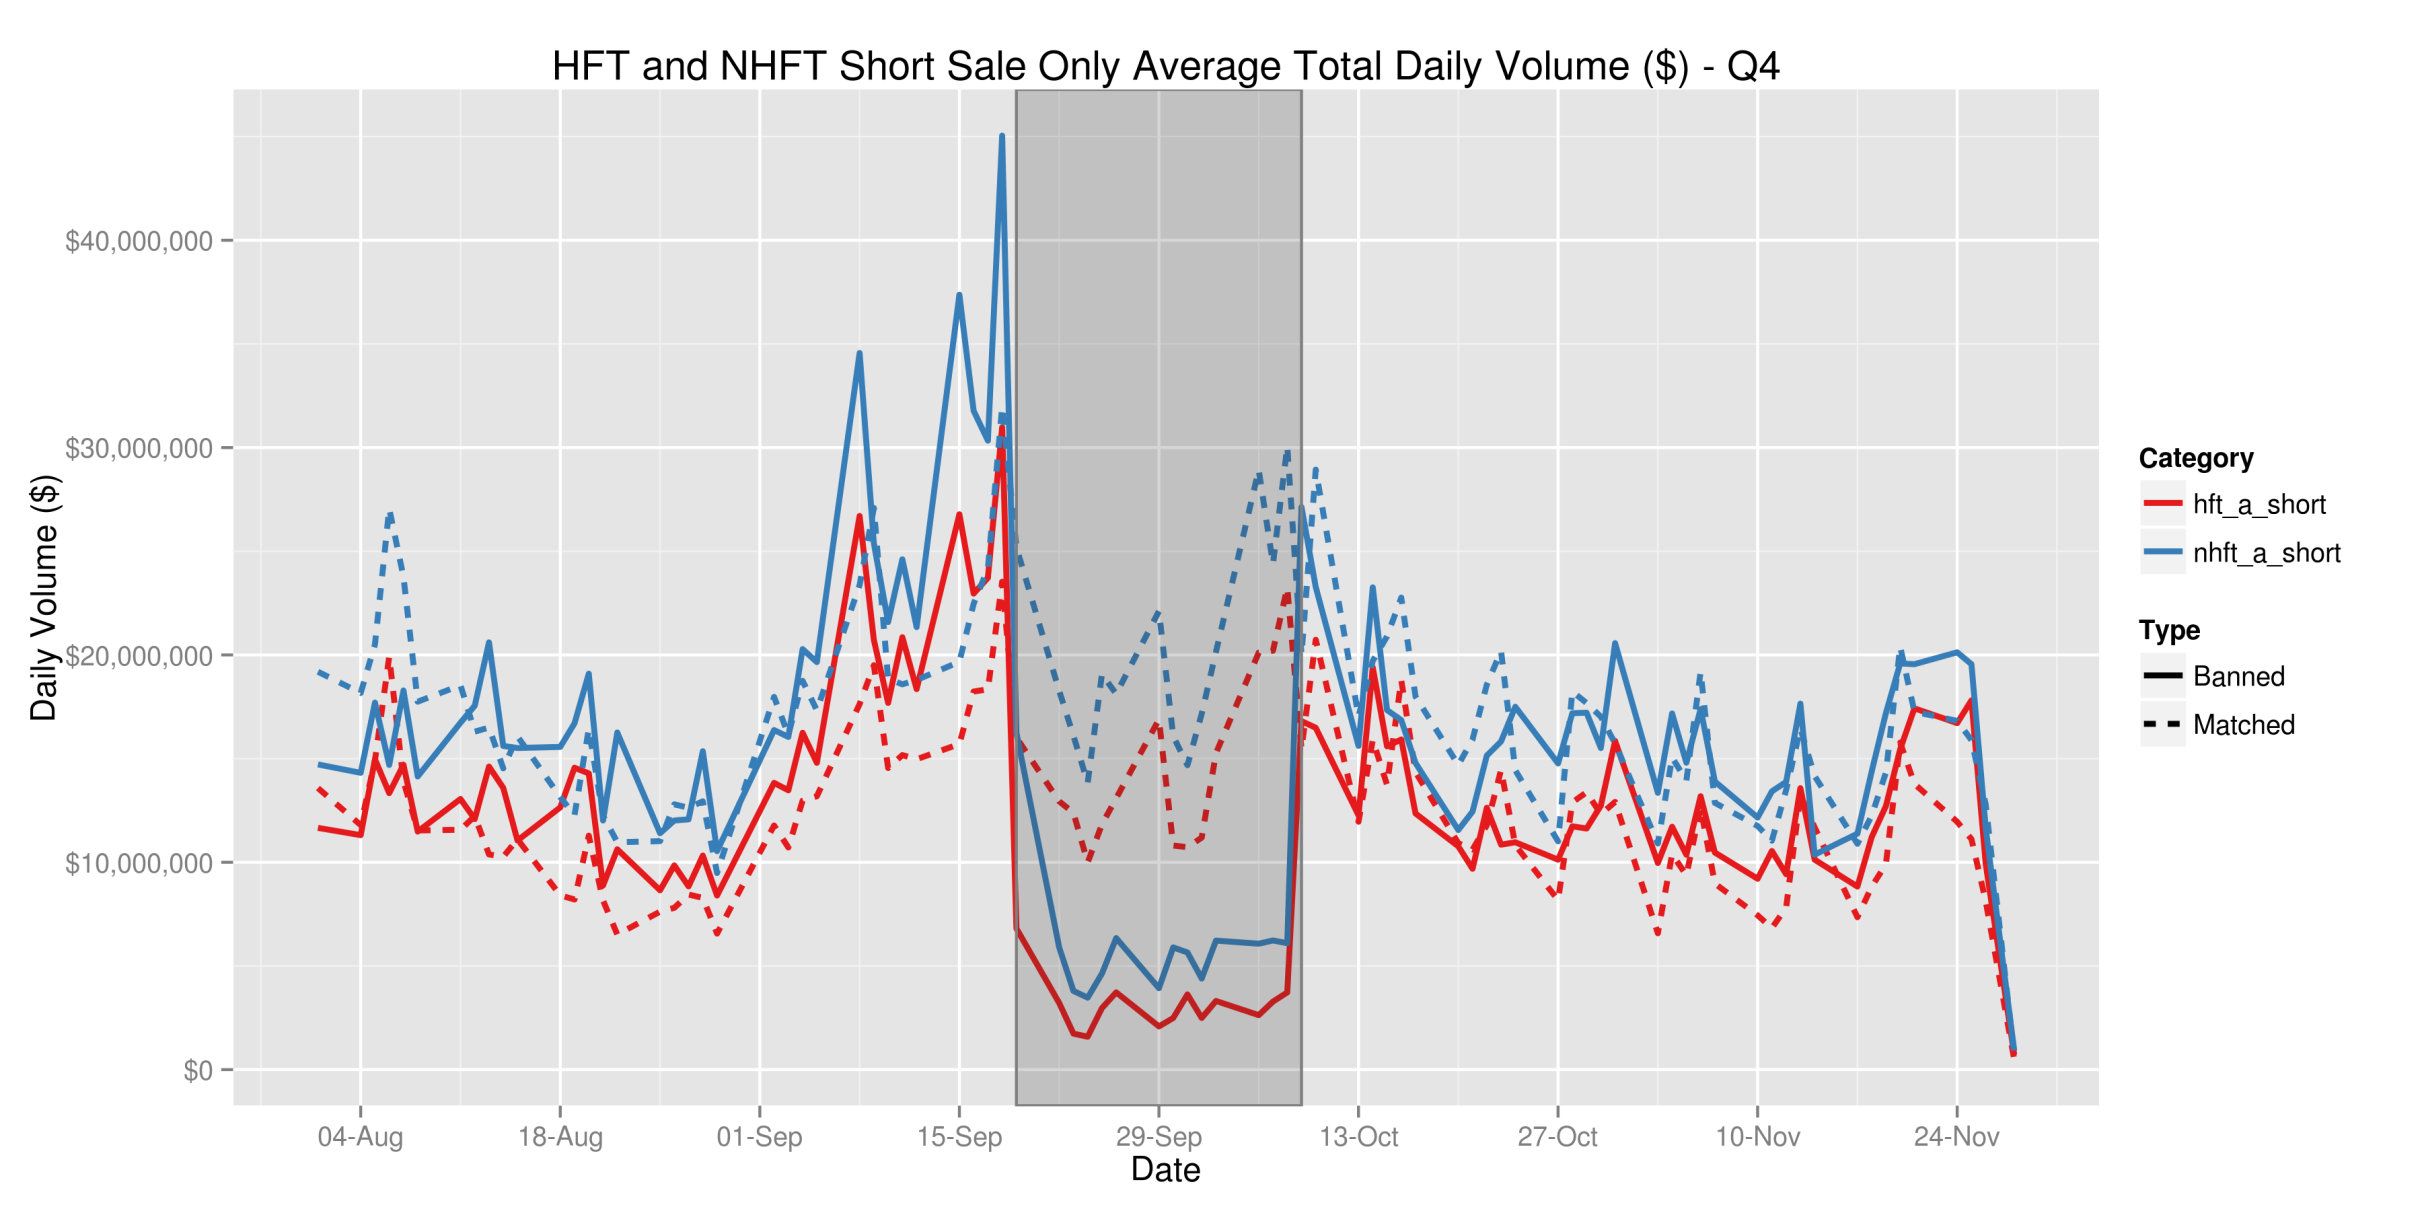 HFT and NHFT Short Sale Only Average Total Daily Volume ($) - Q4
Daily Volume ($)
$40,000,000
$30,000,000
$20,000,000
$10,000,000
$0
04-Aug 18-Aug 01-Sep 15-Sep 29-Sep 13-Oct 27-Oct 10-Nov 24-Nov
Date
Category
hft_a_short
nhft_a_short
Type
Banned
Matched